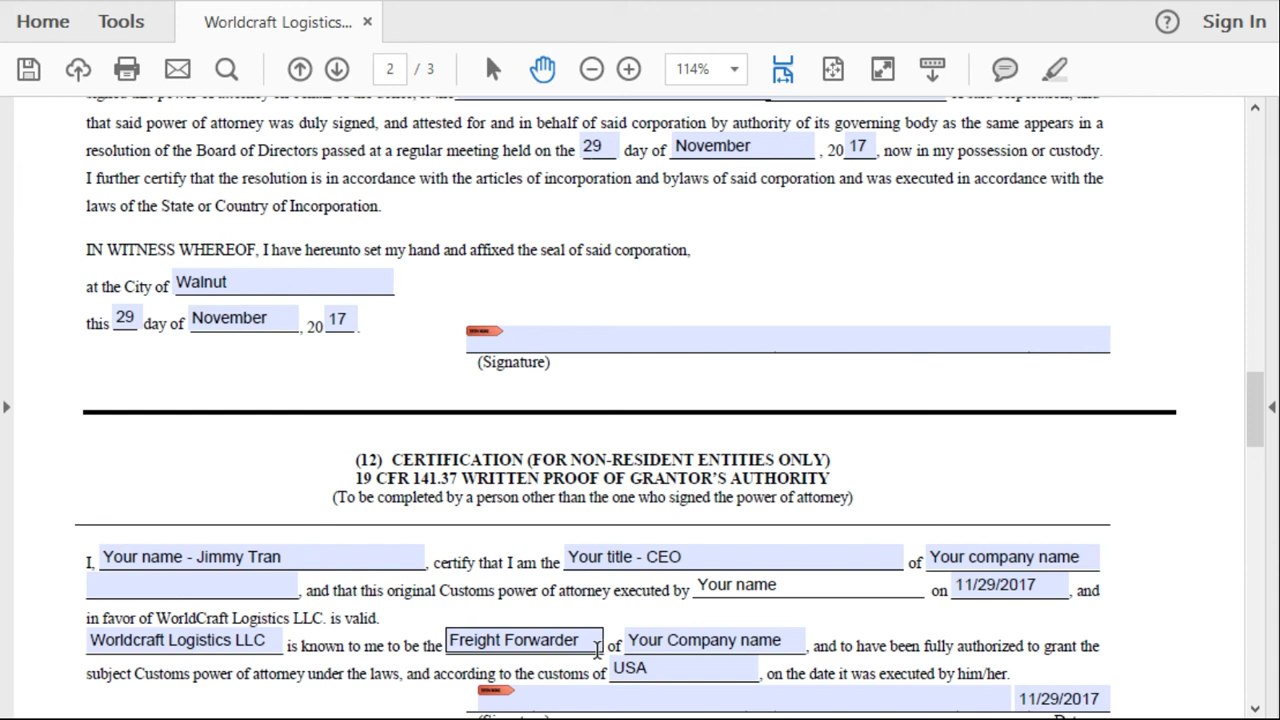 Home Tools Worldcraft Logistics... × ? Sign In
2 / 3 114%
that said power of attorney was duly signed, and attested for and in behalf of said corporation by authority of its governing body as the same appears in a
resolution of the Board of Directors passed at a regular meeting held on the 29 day of November , 20 17 , now in my possession or custody.
I further certify that the resolution is in accordance with the articles of incorporation and bylaws of said corporation and was executed in accordance with the
laws of the State or Country of Incorporation.
IN WITNESS WHEREOF, I have hereunto set my hand and affixed the seal of said corporation,
at the City of Walnut
this 29 day of November , 20 17 .
(Signature)
(12) CERTIFICATION (FOR NON-RESIDENT ENTITIES ONLY)
19 CFR 141.37 WRITTEN PROOF OF GRANTOR'S AUTHORITY
(To be completed by a person other than the one who signed the power of attorney)
I, Your name - Jimmy Tran , certify that I am the Your title - CEO of Your company name
, and that this original Customs power of attorney executed by Your name on 11/29/2017 , and
in favor of WorldCraft Logistics LLC. is valid.
Worldcraft Logistics LLC is known to me to be the Freight Forwarder of Your Company name , and to have been fully authorized to grant the
subject Customs power of attorney under the laws, and according to the customs of USA , on the date it was executed by him/her.
11/29/2017